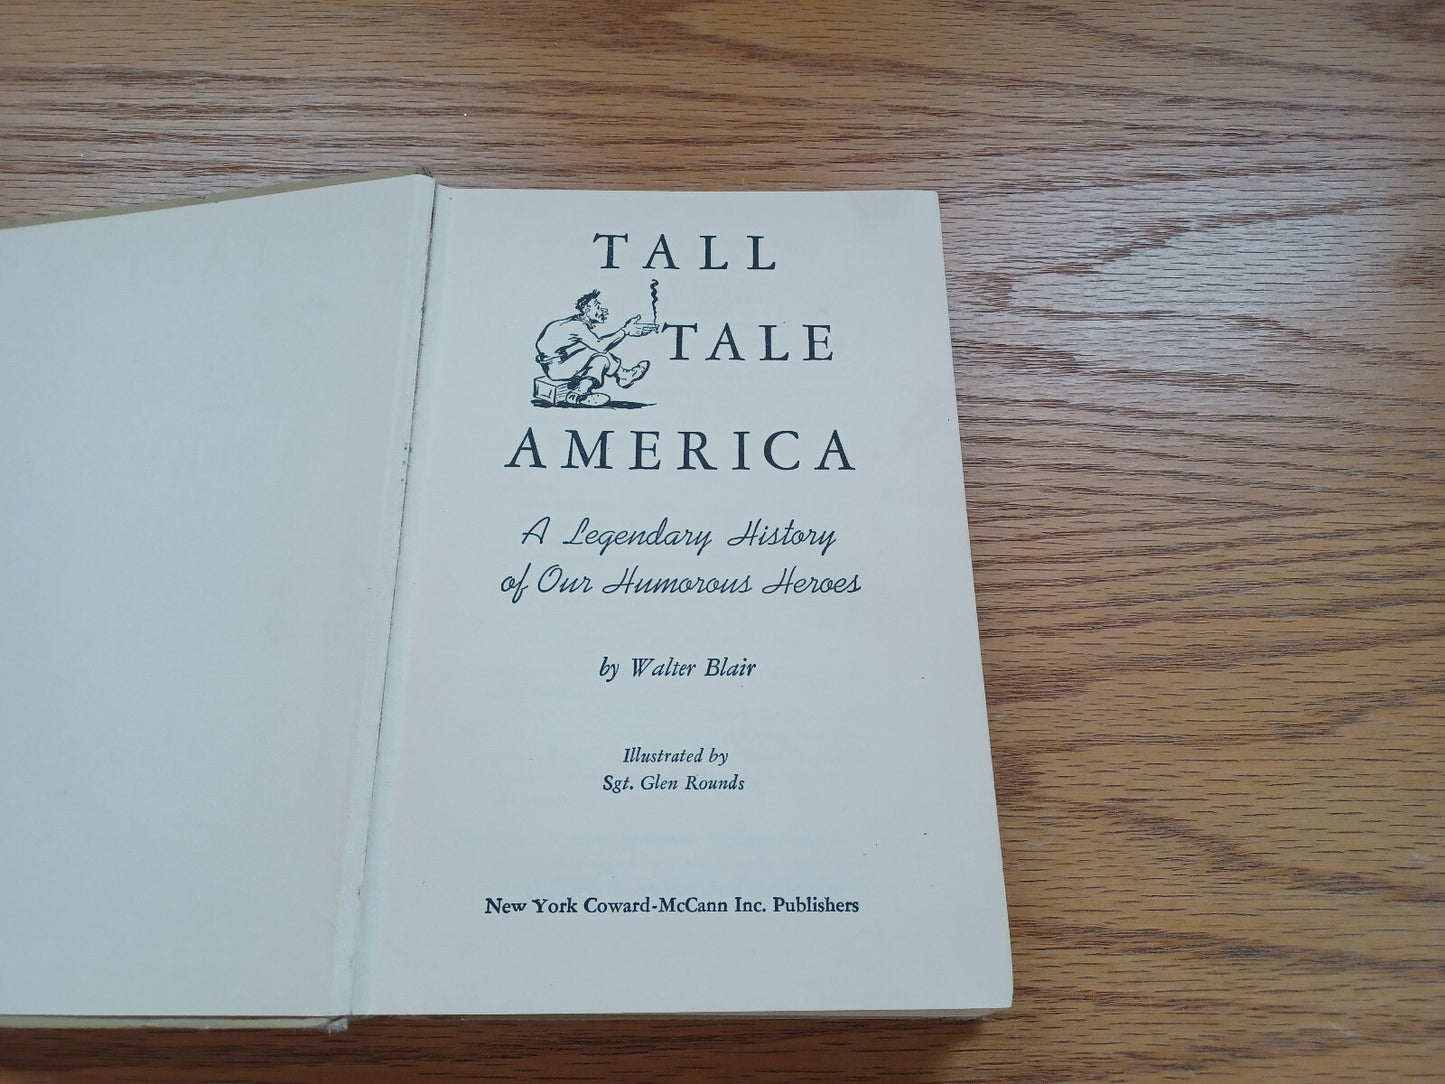 TALL
TALE
AMERICA
A Legendary History
of Our Humorous Heroes
by Walter Blair
Illustrated by
Sgt. Glen Rounds
New York Coward-McCann Inc. Publishers